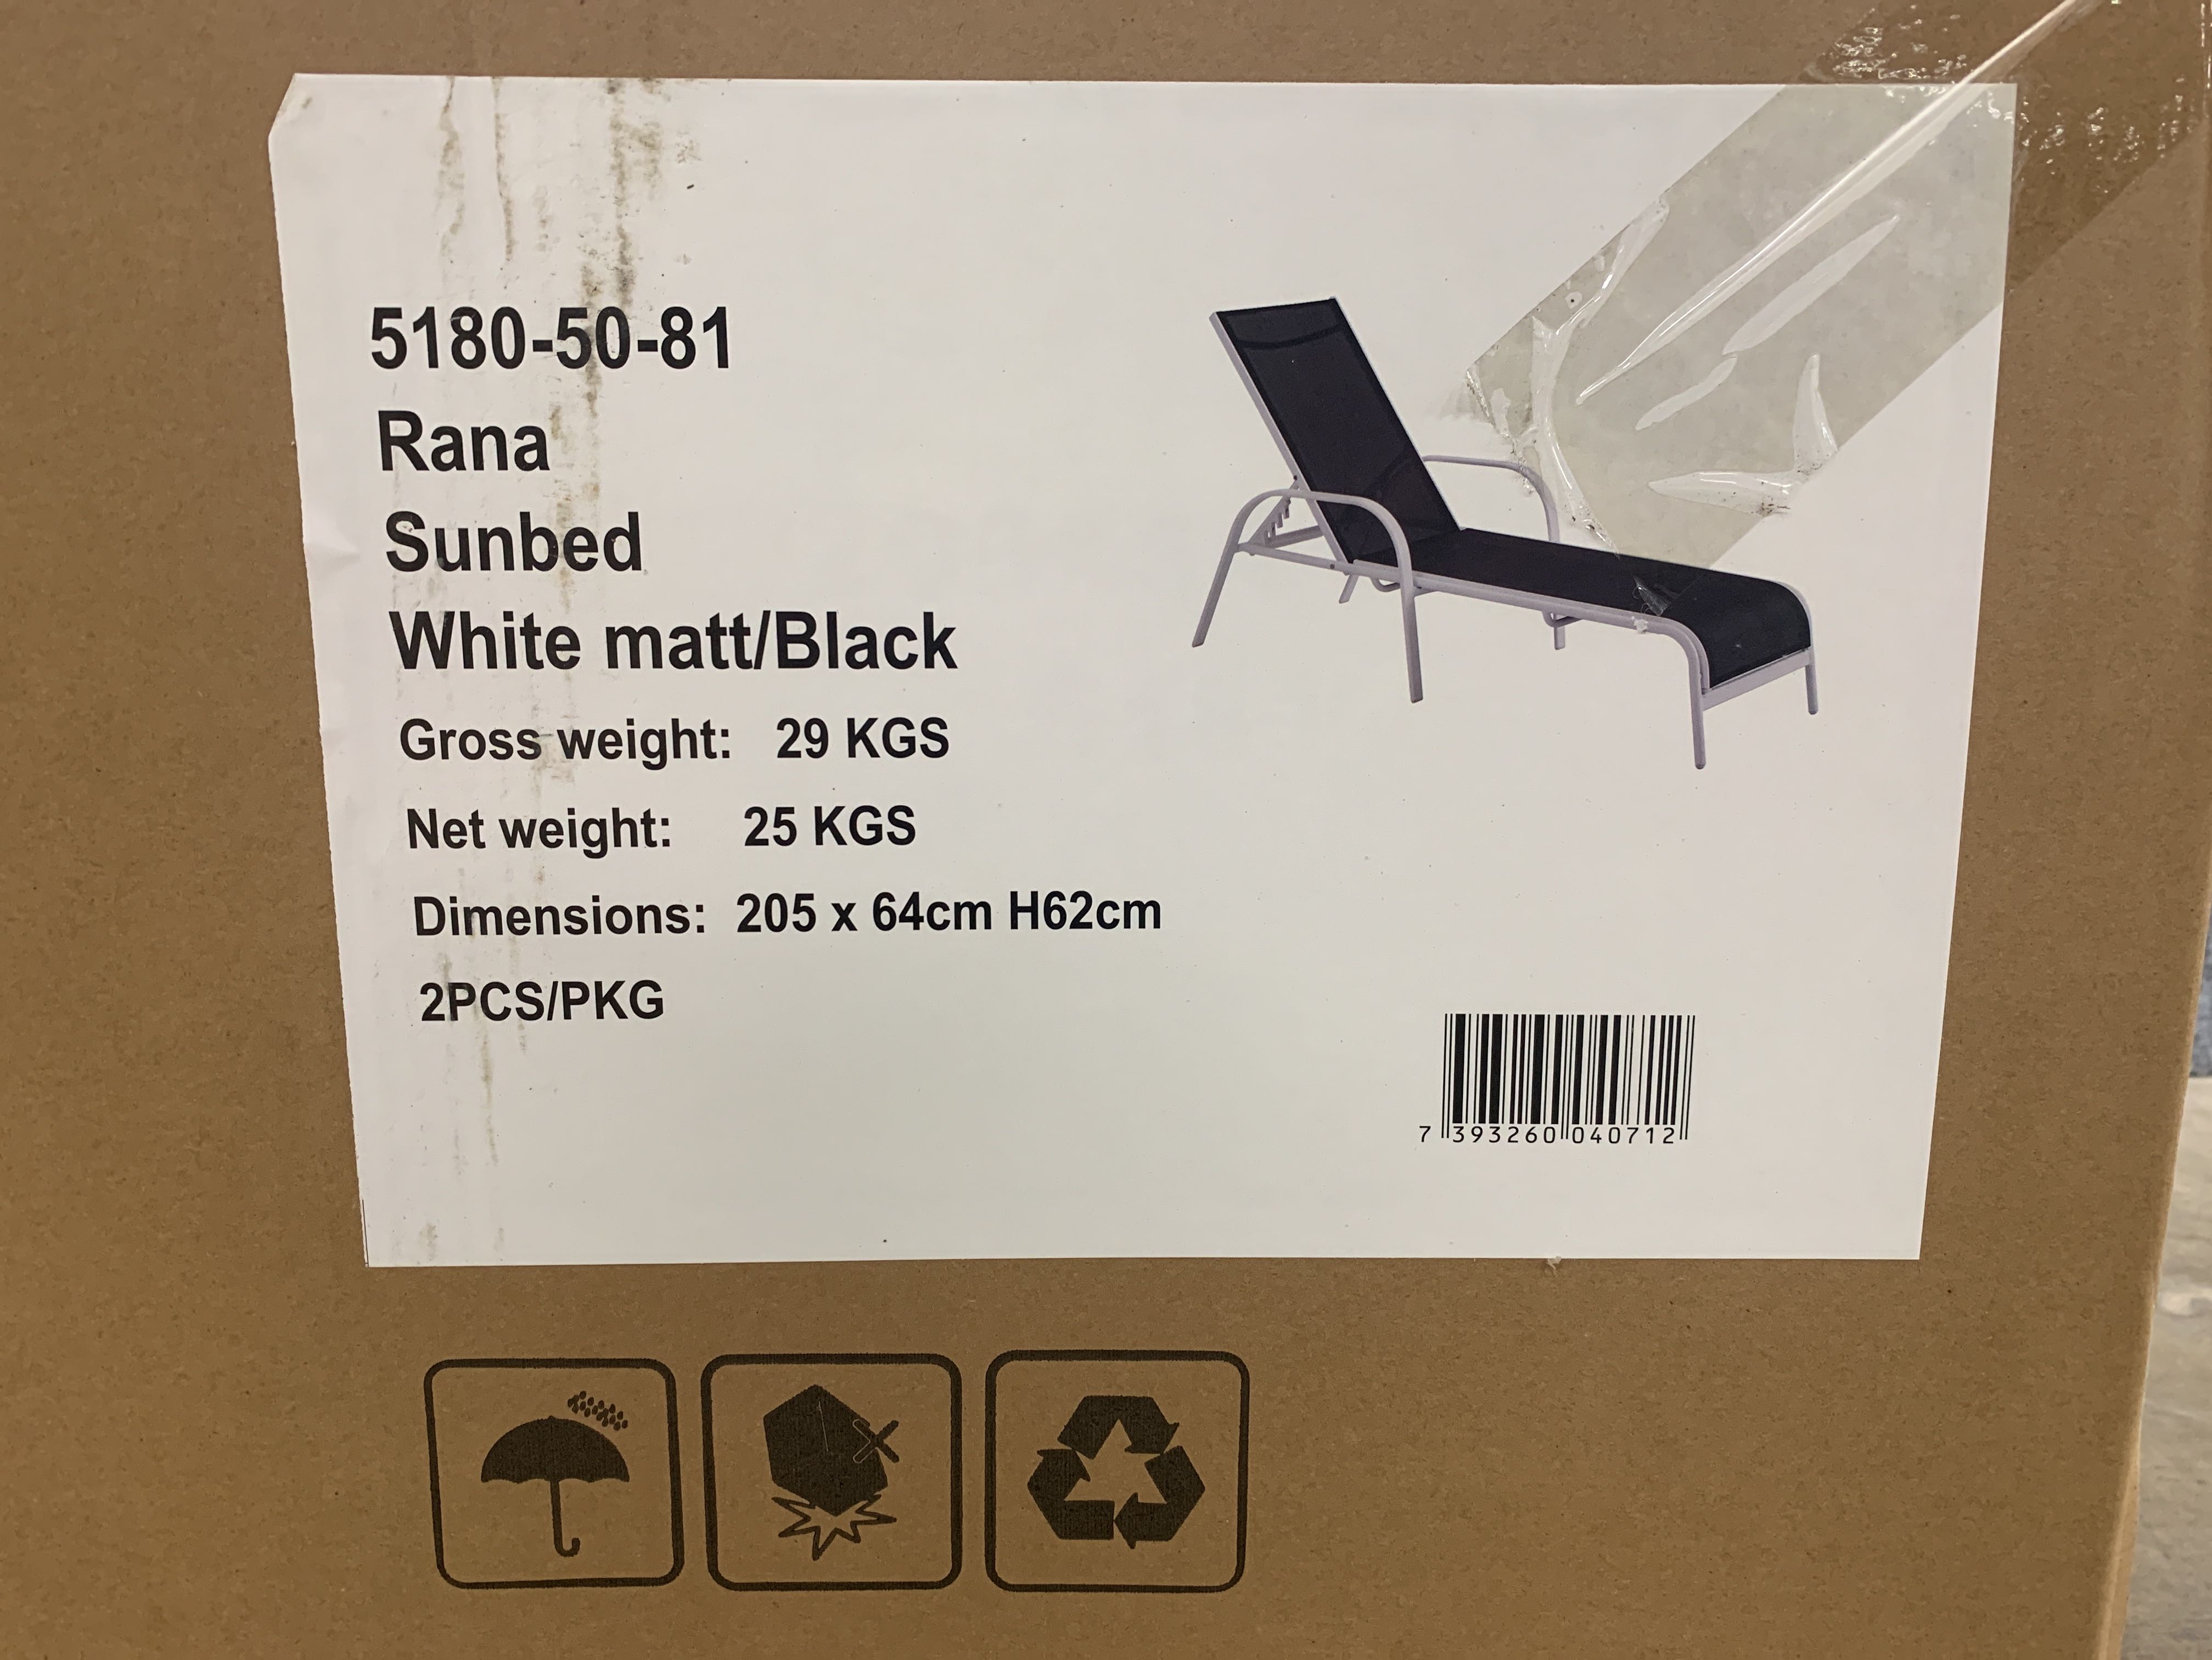 5180-50-81
Rana
Sunbed
White matt/Black
Gross weight: 29 KGS
Net weight: 25 KGS
Dimensions: 205 x 64cm H62cm
2PCS/PKG
7 393260 040712